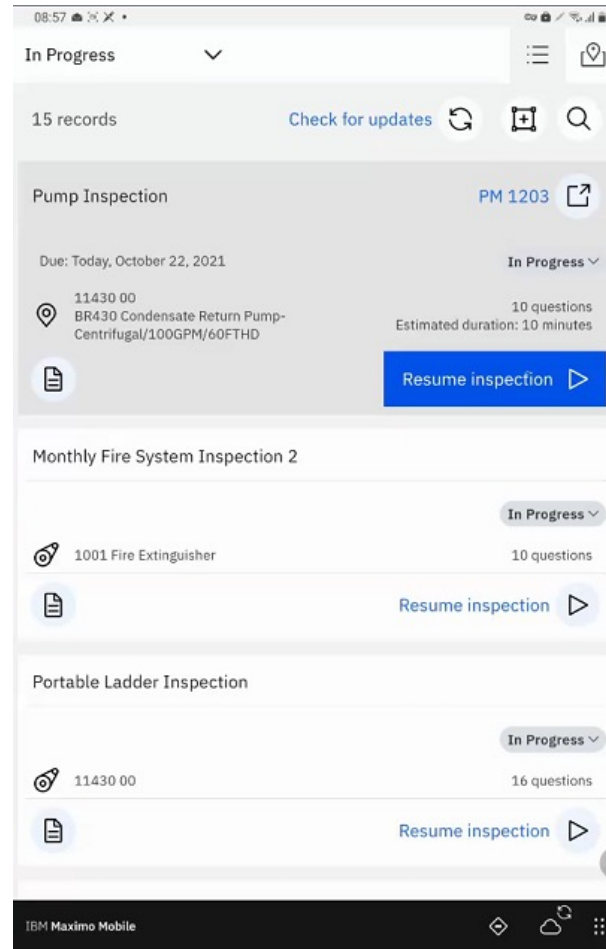 08:57
In Progress
15 records Check for updates
Pump Inspection PM 1203
Due: Today, October 22, 2021 In Progress
11430 00
BR430 Condensate Return Pump-
Centrifugal/100GPM/60FTHD
10 questions
Estimated duration: 10 minutes
Resume inspection
Monthly Fire System Inspection 2
In Progress
1001 Fire Extinguisher 10 questions
Resume inspection
Portable Ladder Inspection
In Progress
11430 00 16 questions
Resume inspection
IBM Maximo Mobile